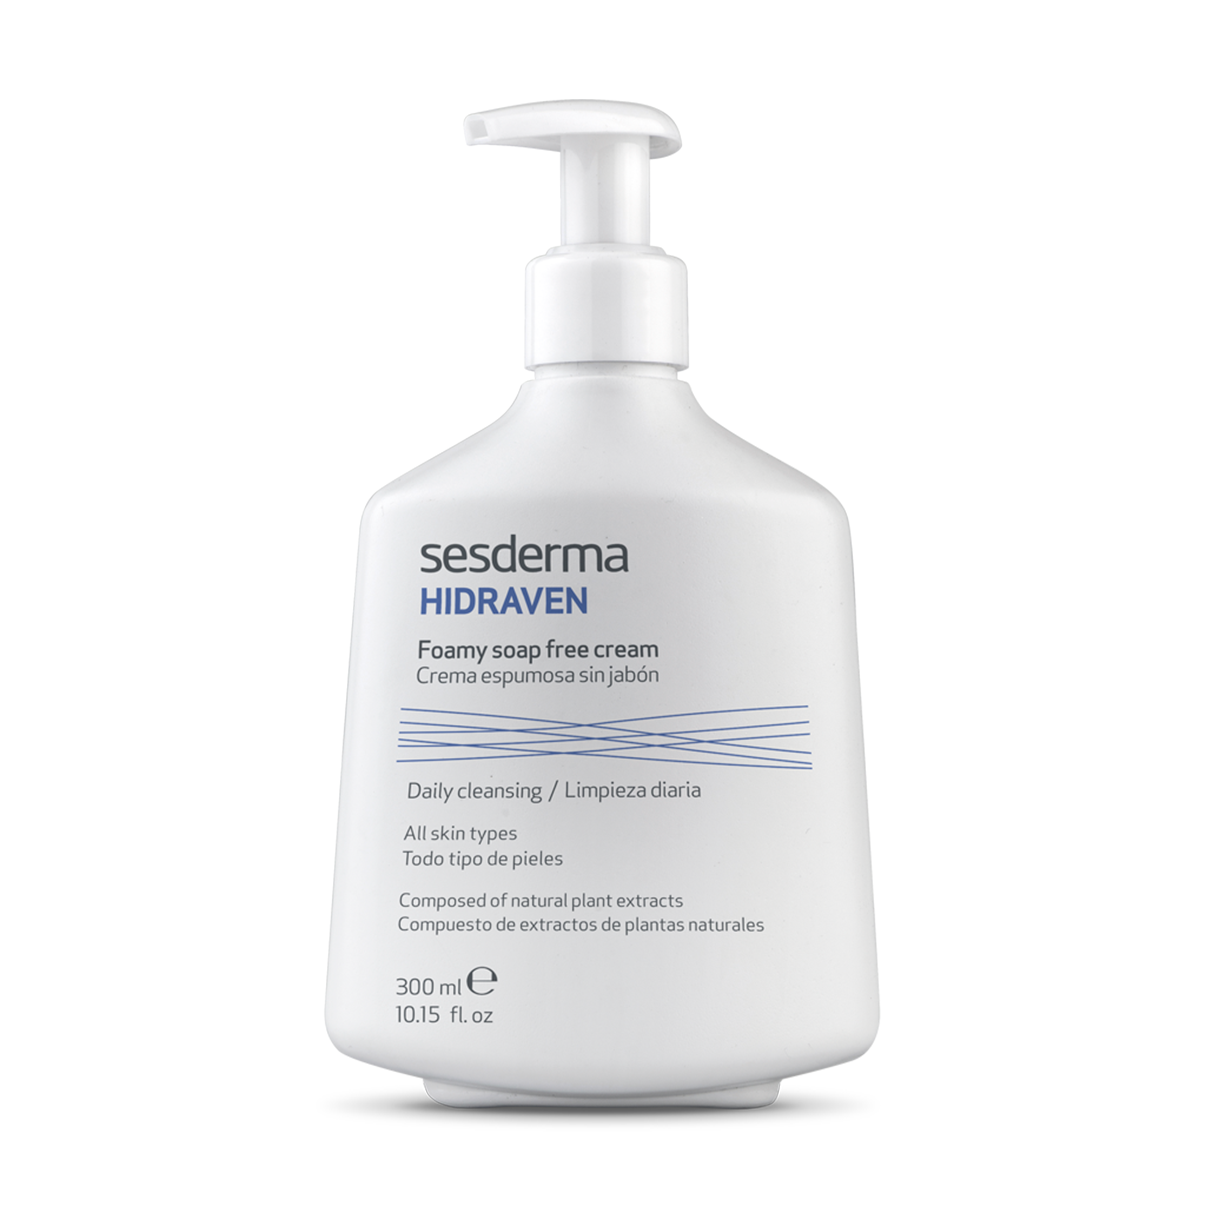 sesderma
HIDRAVEN
Foamy soap free cream
Crema espumosa sin jabón
Daily cleansing / Limpieza diaria
All skin types
Todo tipo de pieles
Composed of natural plant extracts
Compuesto de extractos de plantas naturales
300 ml ℮
10.15 fl. oz